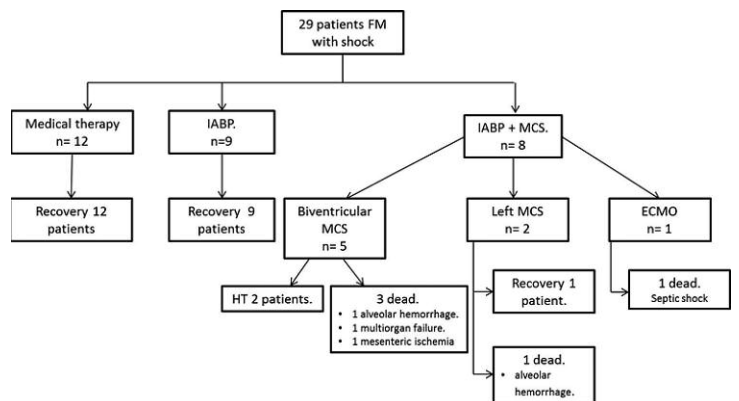 29 patients FM
with shock
Medical therapy
n= 12
IABP.
n=9
IABP + MCS.
n= 8
Recovery 12
patients
Recovery 9
patients
Biventricular
MCS
n= 5
Left MCS
n= 2
ECMO
n= 1
HT 2 patients.
3 dead.
• 1 alveolar hemorrhage.
• 1 multiorgan failure.
• 1 mesenteric ischemia
Recovery 1
patient.
1 dead.
Septic shock
1 dead.
• alveolar
hemorrhage.